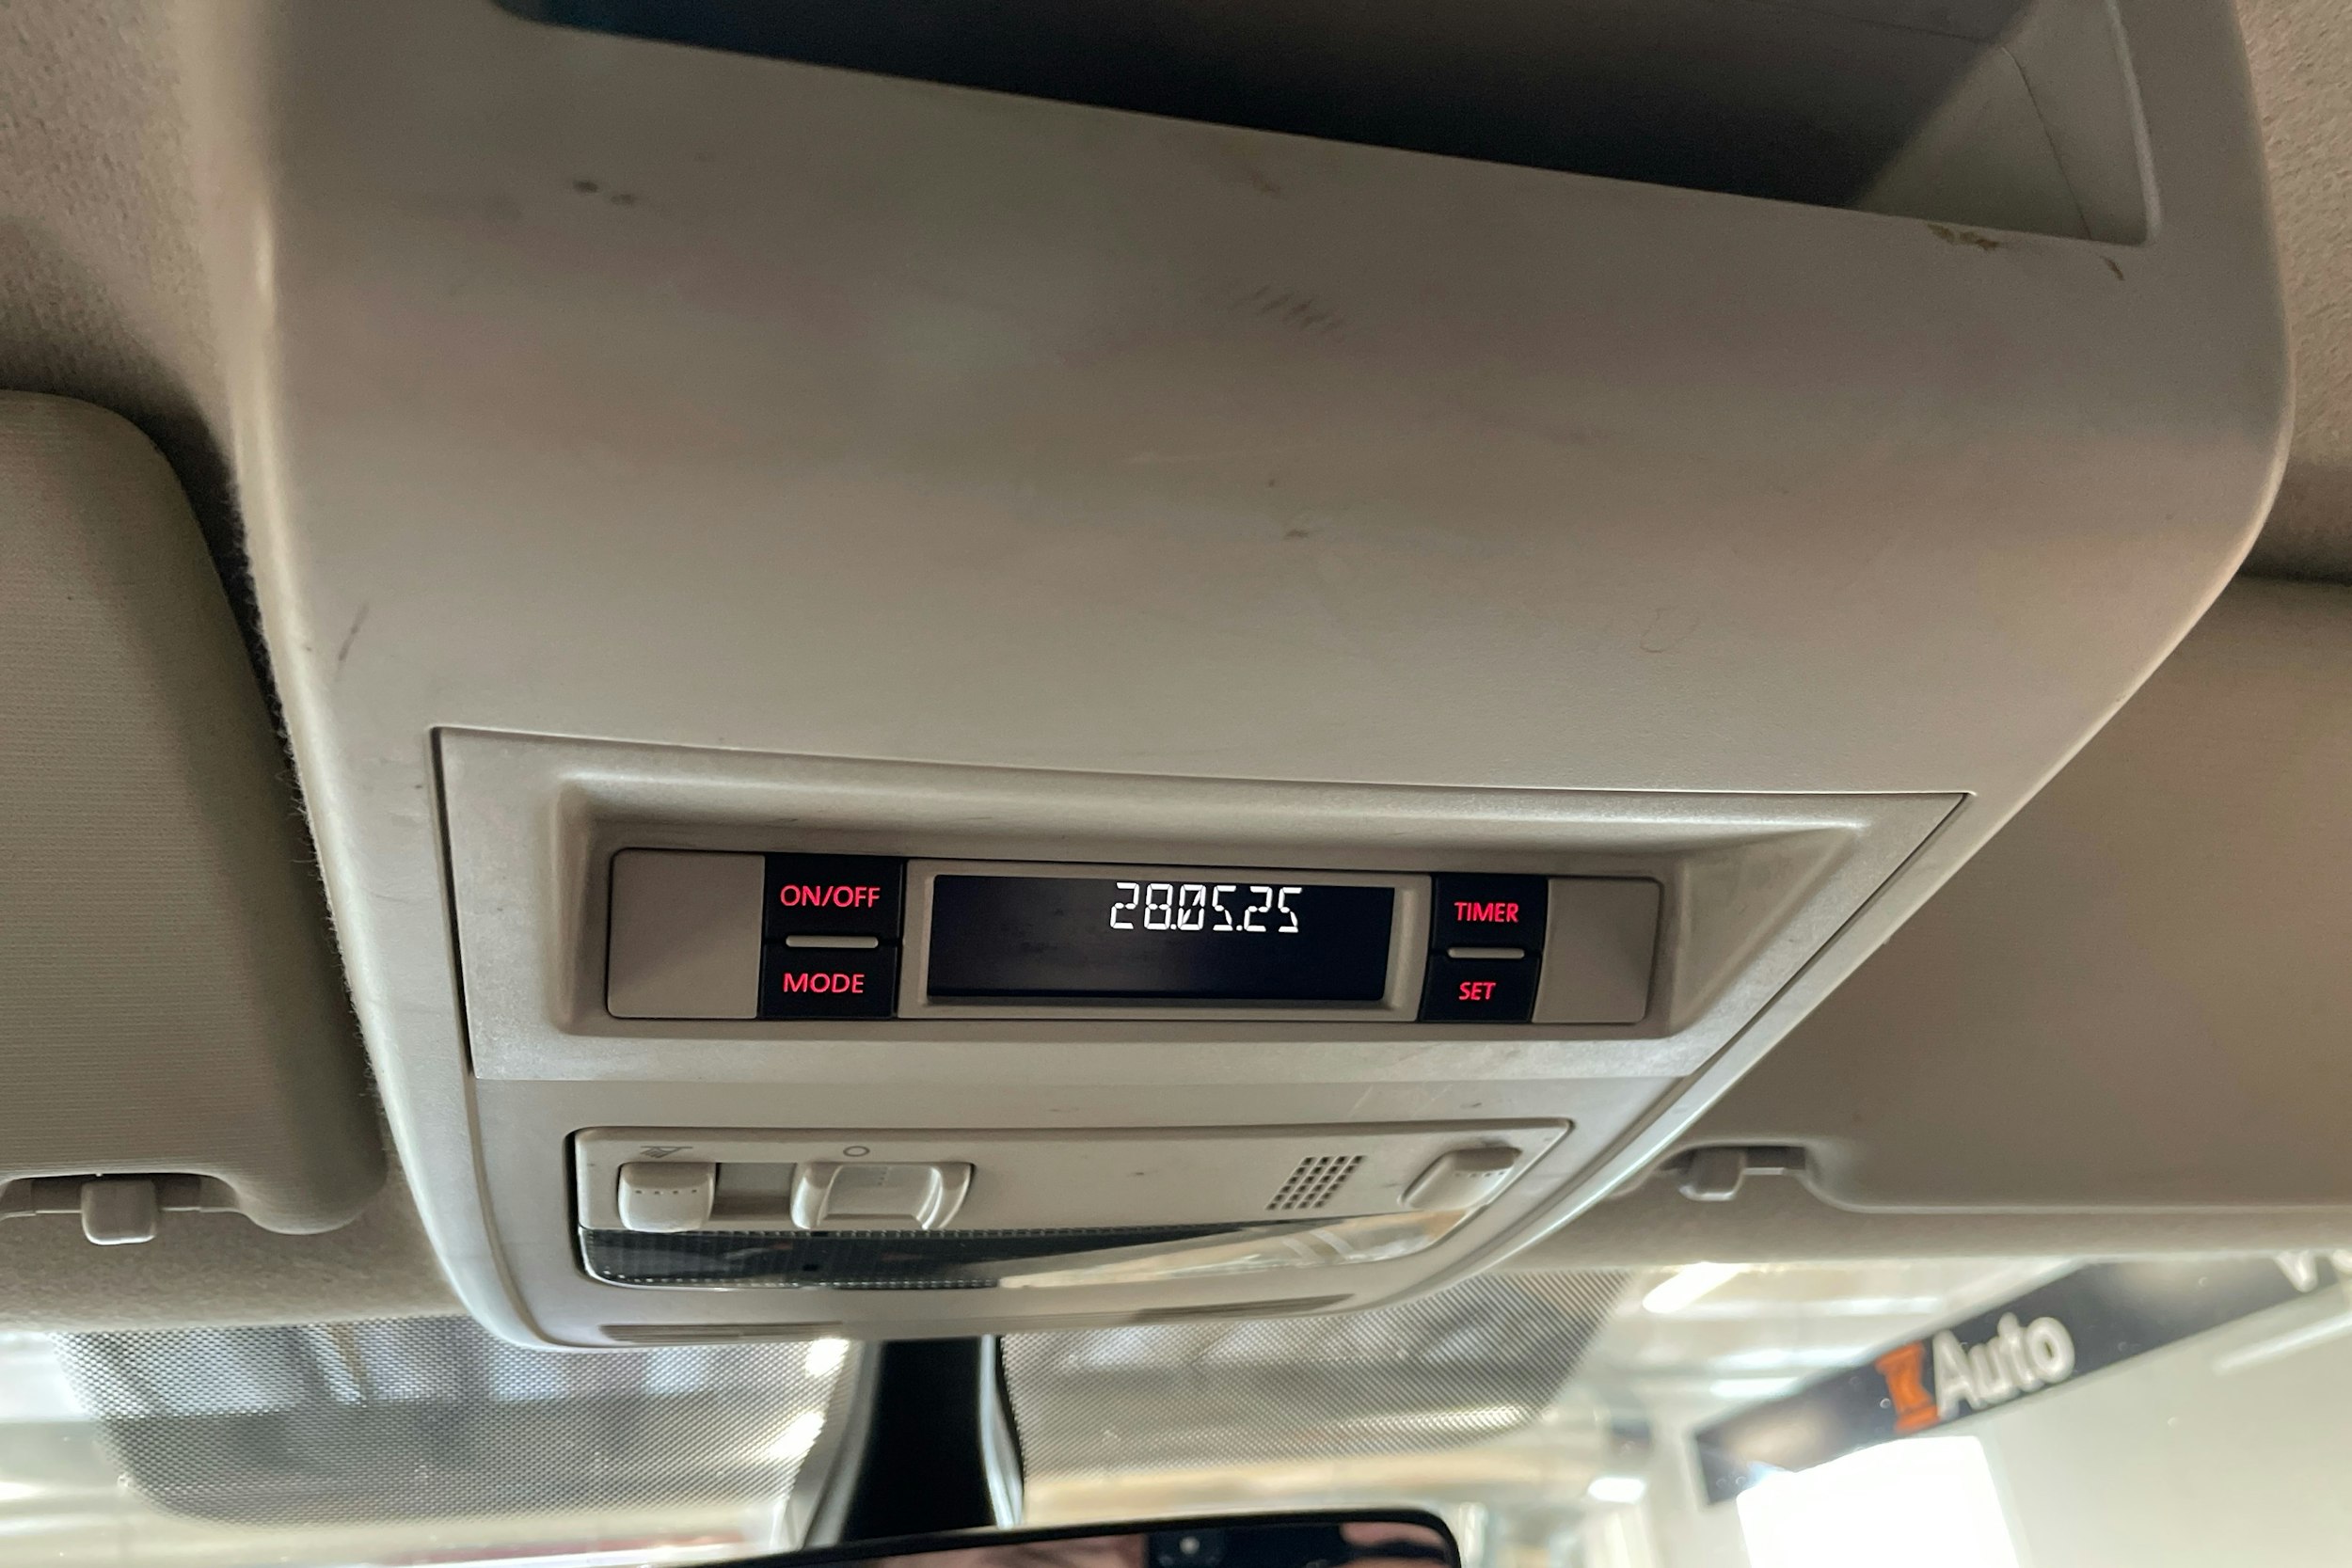 ON/OFF
MODE
28.05.25
TIMER
SET
Auto